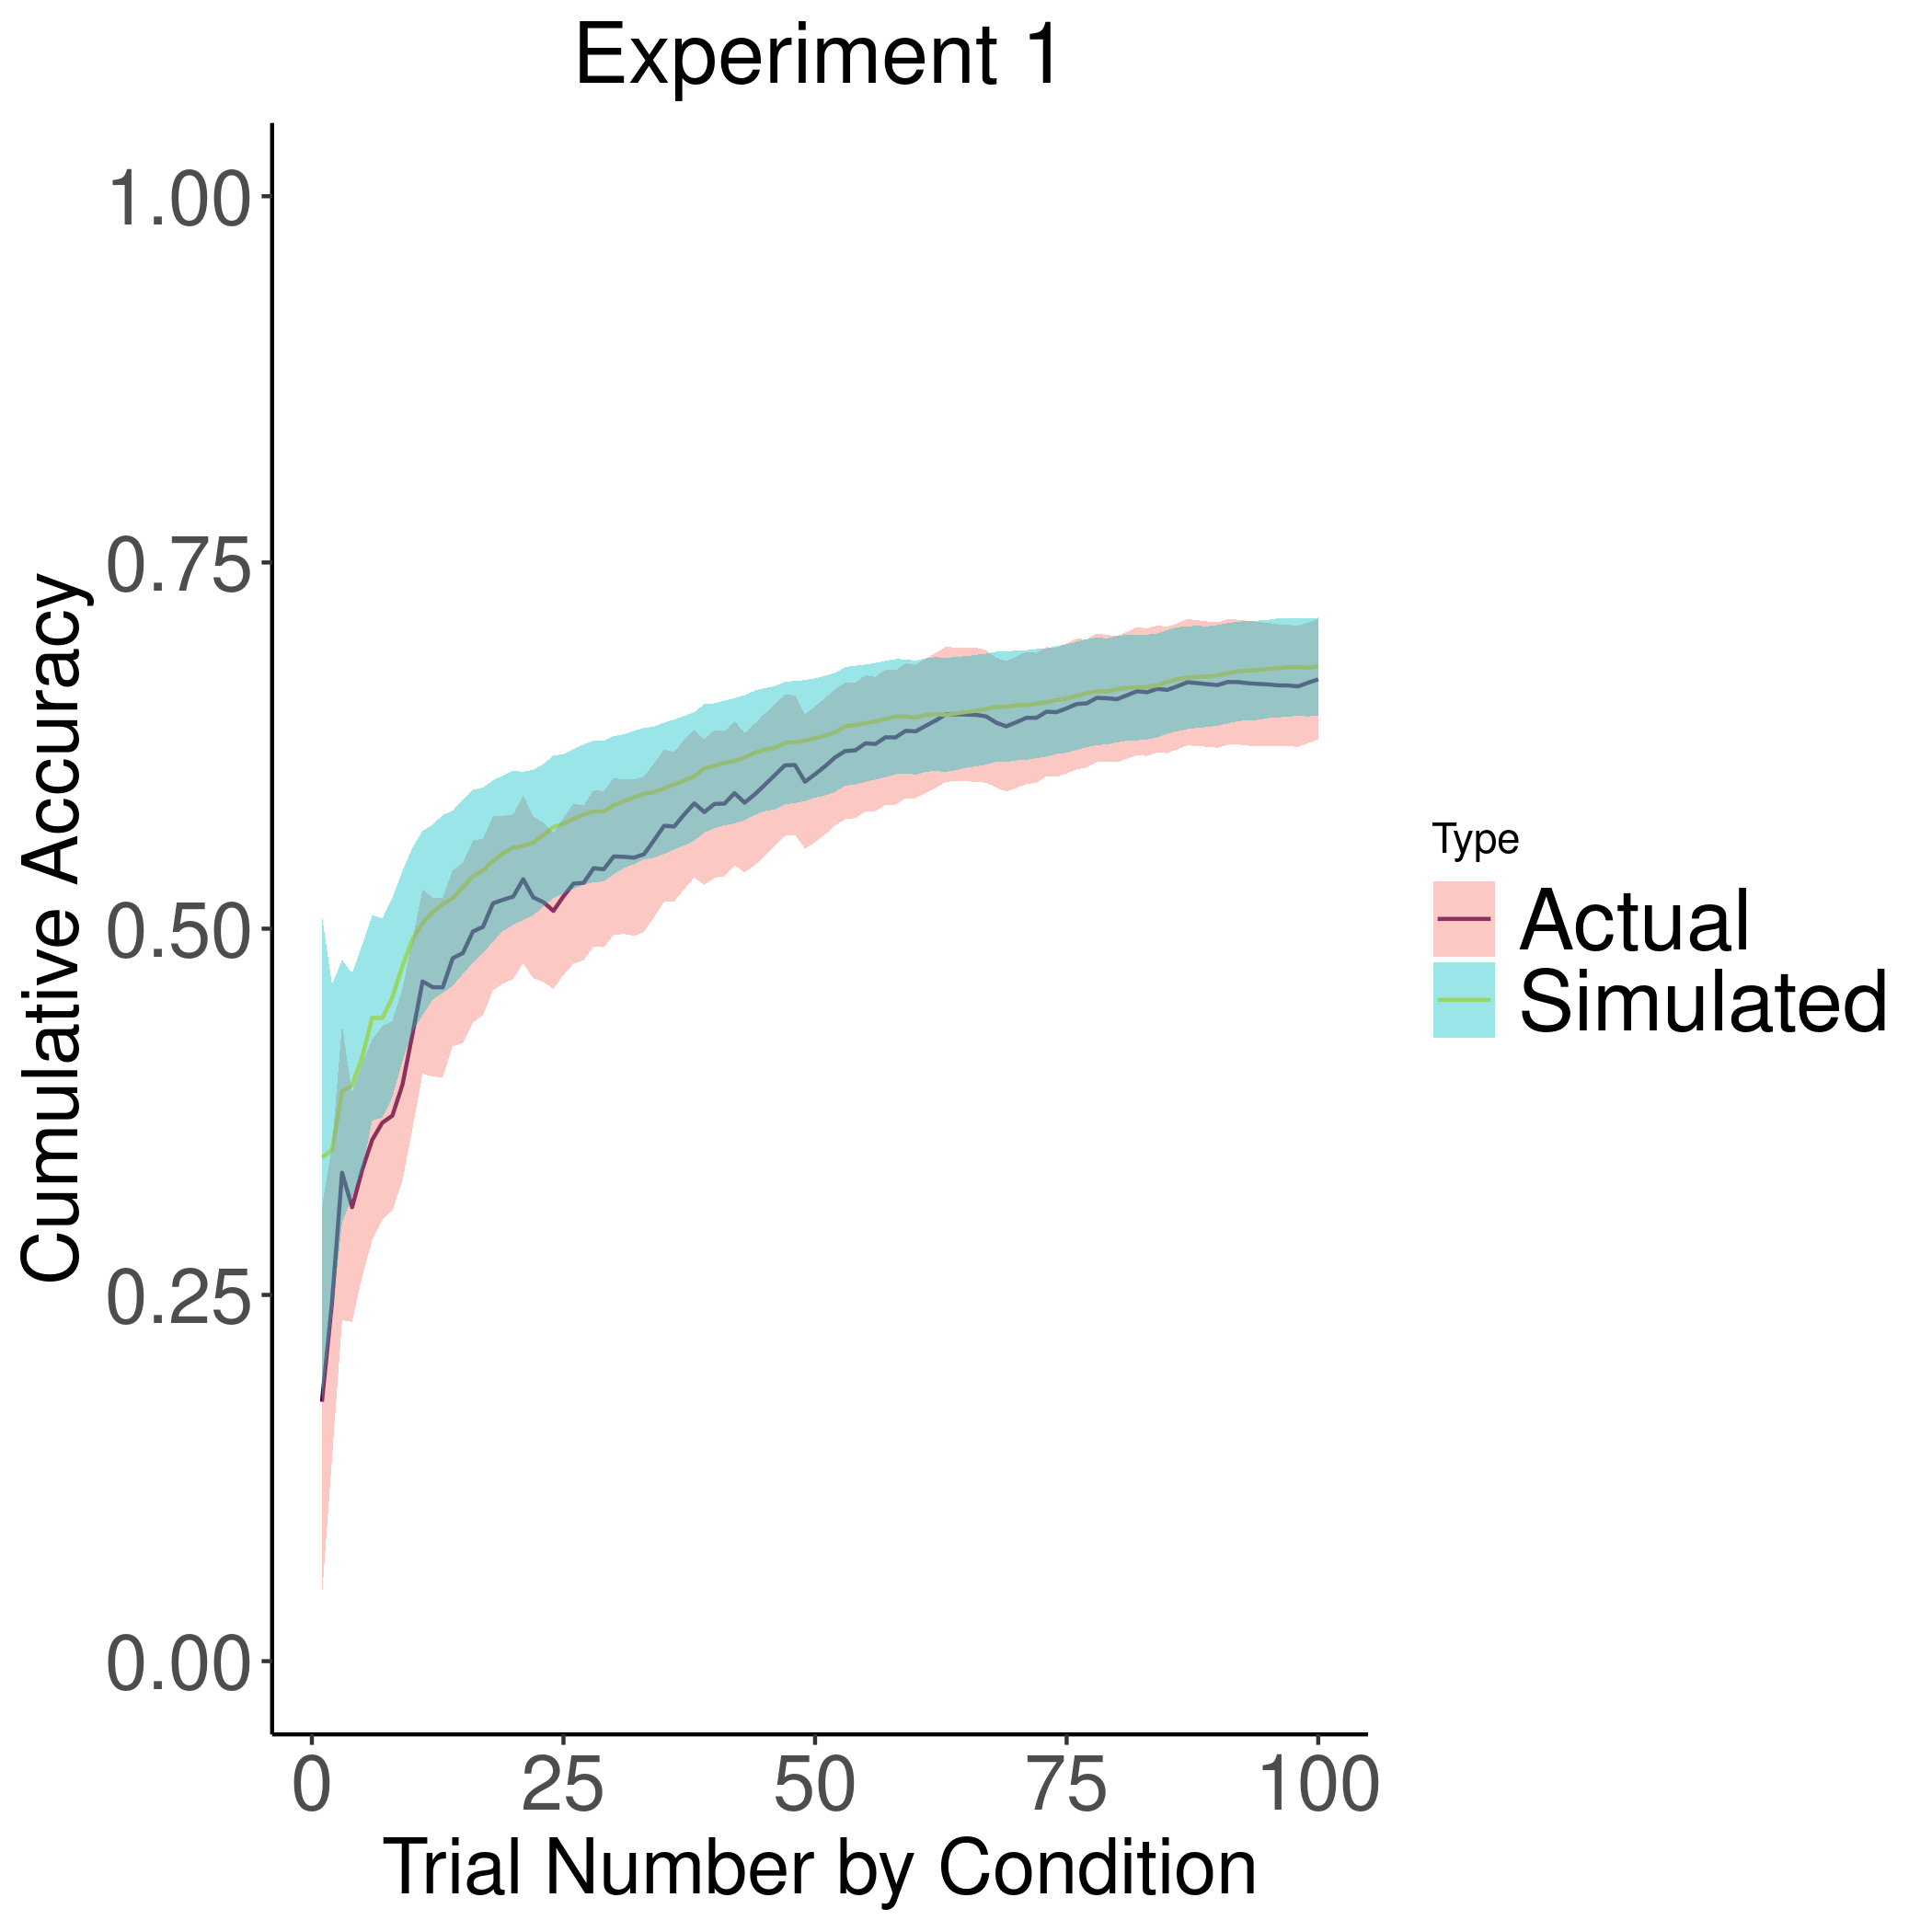 Experiment 1
Cumulative Accuracy
1.00
0.75
0.50
0.25
0.00
0 25 50 75 100
Trial Number by Condition
Type
Actual
Simulated